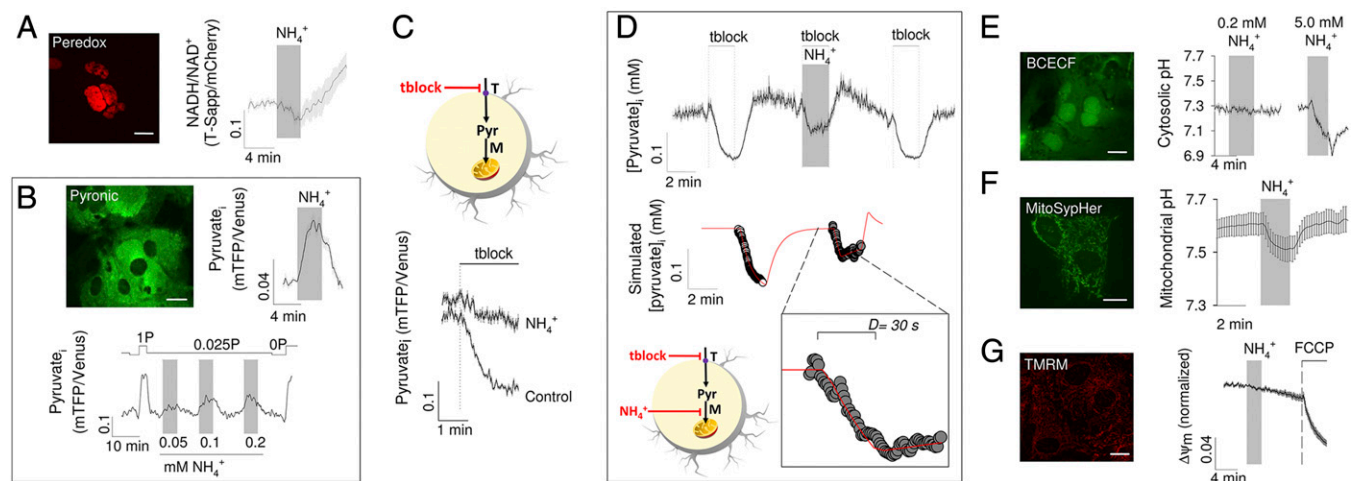 A
Peredox
NADH/NAD⁺
(T-Sapp/mCherry)
NH₄⁺
0.1
4 min
B
Pyronic
Pyruvateᵢ
(mTFP/Venus)
NH₄⁺
0.04
4 min
1P
0.025P
0P
Pyruvateᵢ
(mTFP/Venus)
0.1
10 min
0.05
0.1
0.2
mM NH₄⁺
C
tblock
T
Pyr
M
tblock
Pyruvateᵢ (mTFP/Venus)
NH₄⁺
Control
0.1
1 min
D
tblock
tblock
NH₄⁺
tblock
[Pyruvate]ᵢ (mM)
0.1
2 min
Simulated
[pyruvate]ᵢ (mM)
0.1
2 min
D= 30 s
tblock
T
Pyr
NH₄⁺
M
E
BCECF
0.2 mM
NH₄⁺
5.0 mM
NH₄⁺
Cytosolic pH
7.5
7.3
7.1
6.9
4 min
F
MitoSypHer
NH₄⁺
Mitochondrial pH
7.7
7.5
7.3
2 min
G
TMRM
NH₄⁺
FCCP
Δψm (normalized)
0.04
4 min